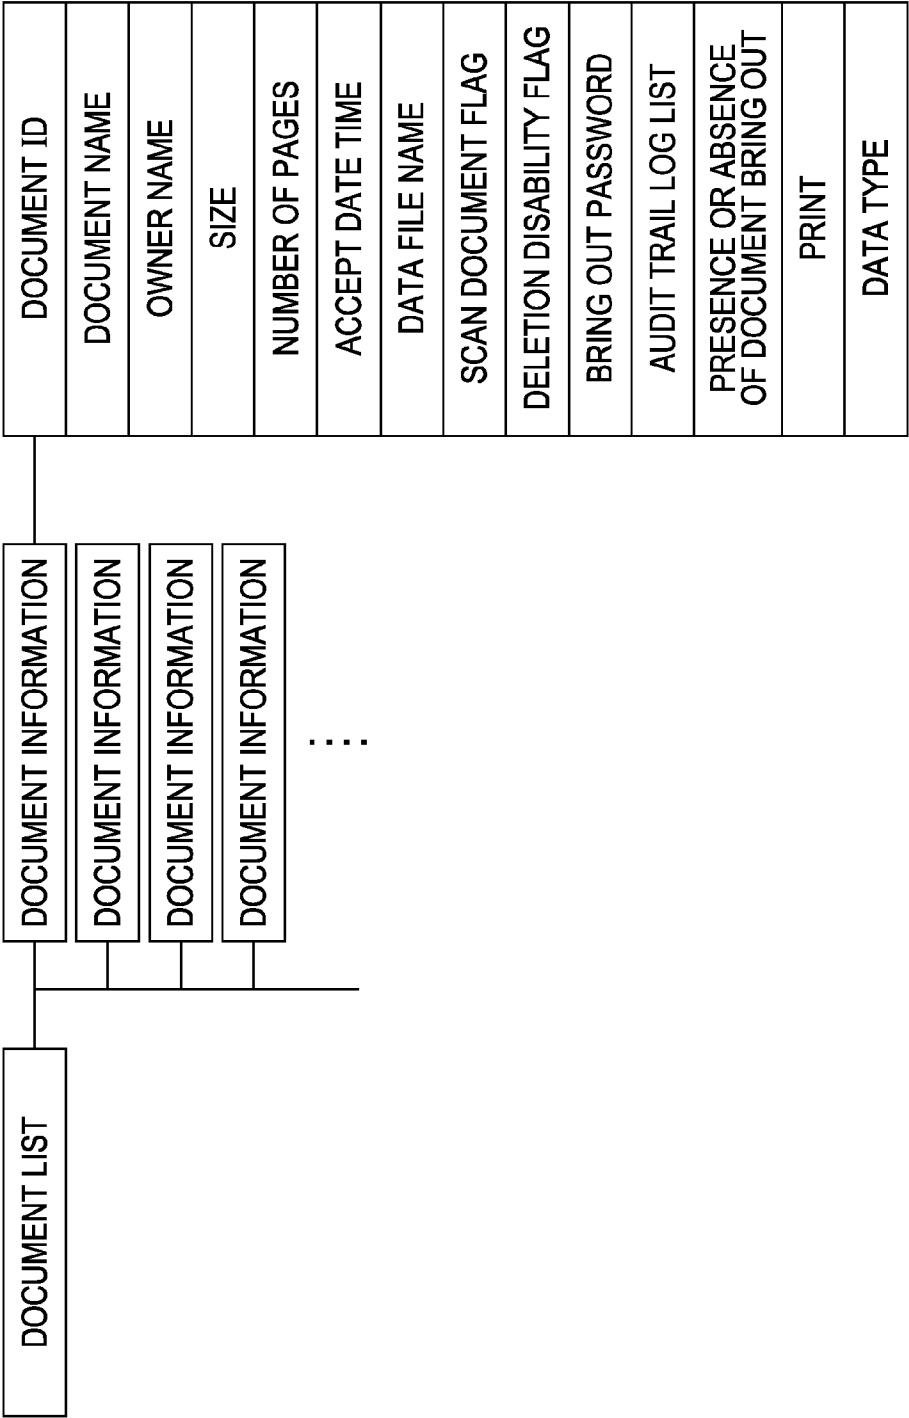 DOCUMENT LIST
DOCUMENT INFORMATION
DOCUMENT INFORMATION
DOCUMENT INFORMATION
DOCUMENT INFORMATION
....
DOCUMENT ID
DOCUMENT NAME
OWNER NAME
SIZE
NUMBER OF PAGES
ACCEPT DATE TIME
DATA FILE NAME
SCAN DOCUMENT FLAG
DELETION DISABILITY FLAG
BRING OUT PASSWORD
AUDIT TRAIL LOG LIST
PRESENCE OR ABSENCE
OF DOCUMENT BRING OUT
PRINT
DATA TYPE